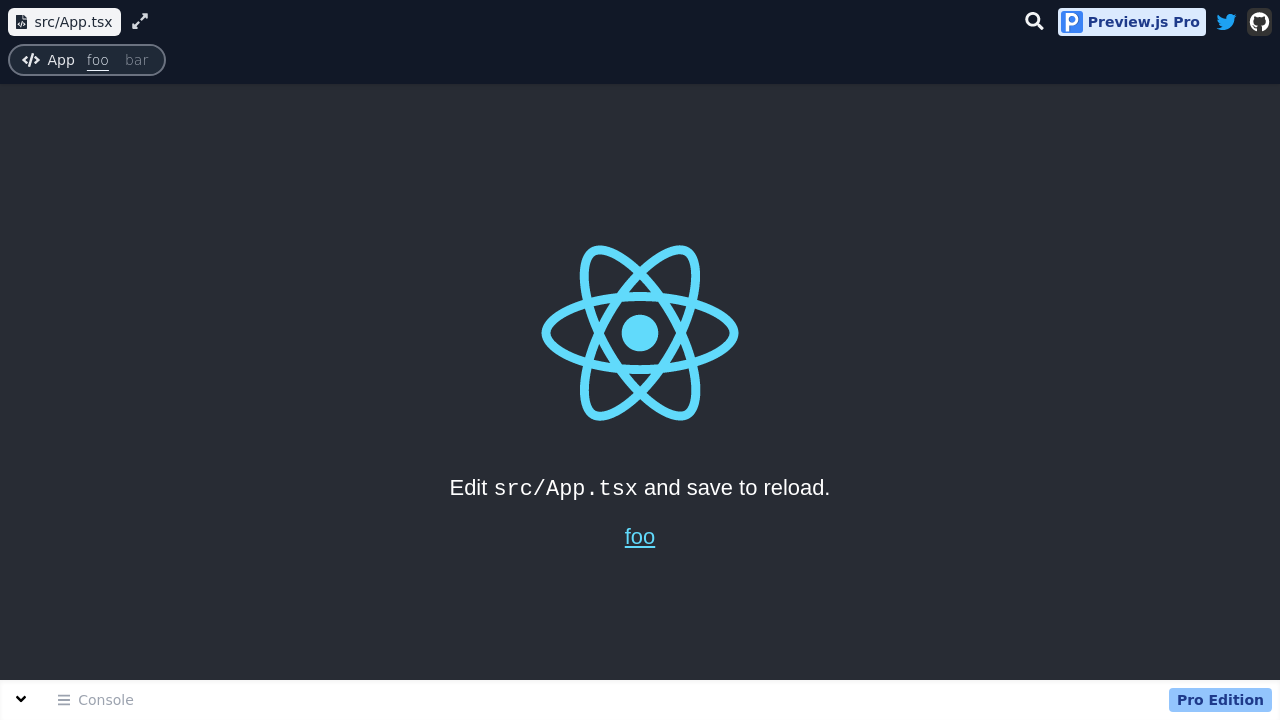 src/App.tsx
Preview.js Pro
App foo bar
Edit src/App.tsx and save to reload.
foo
Console
Pro Edition